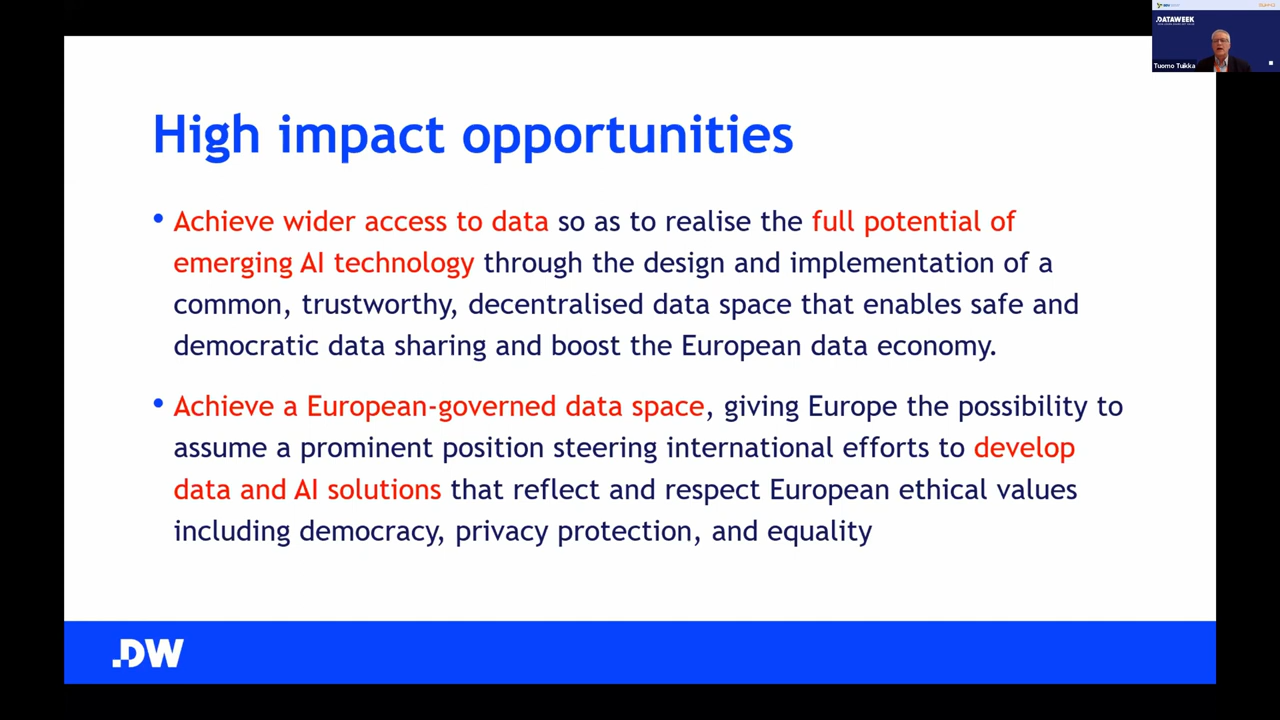 DATAWEEK
Tuomo Tuikka
High impact opportunities
• Achieve wider access to data so as to realise the full potential of
emerging AI technology through the design and implementation of a
common, trustworthy, decentralised data space that enables safe and
democratic data sharing and boost the European data economy.
• Achieve a European-governed data space, giving Europe the possibility to
assume a prominent position steering international efforts to develop
data and AI solutions that reflect and respect European ethical values
including democracy, privacy protection, and equality
.DW